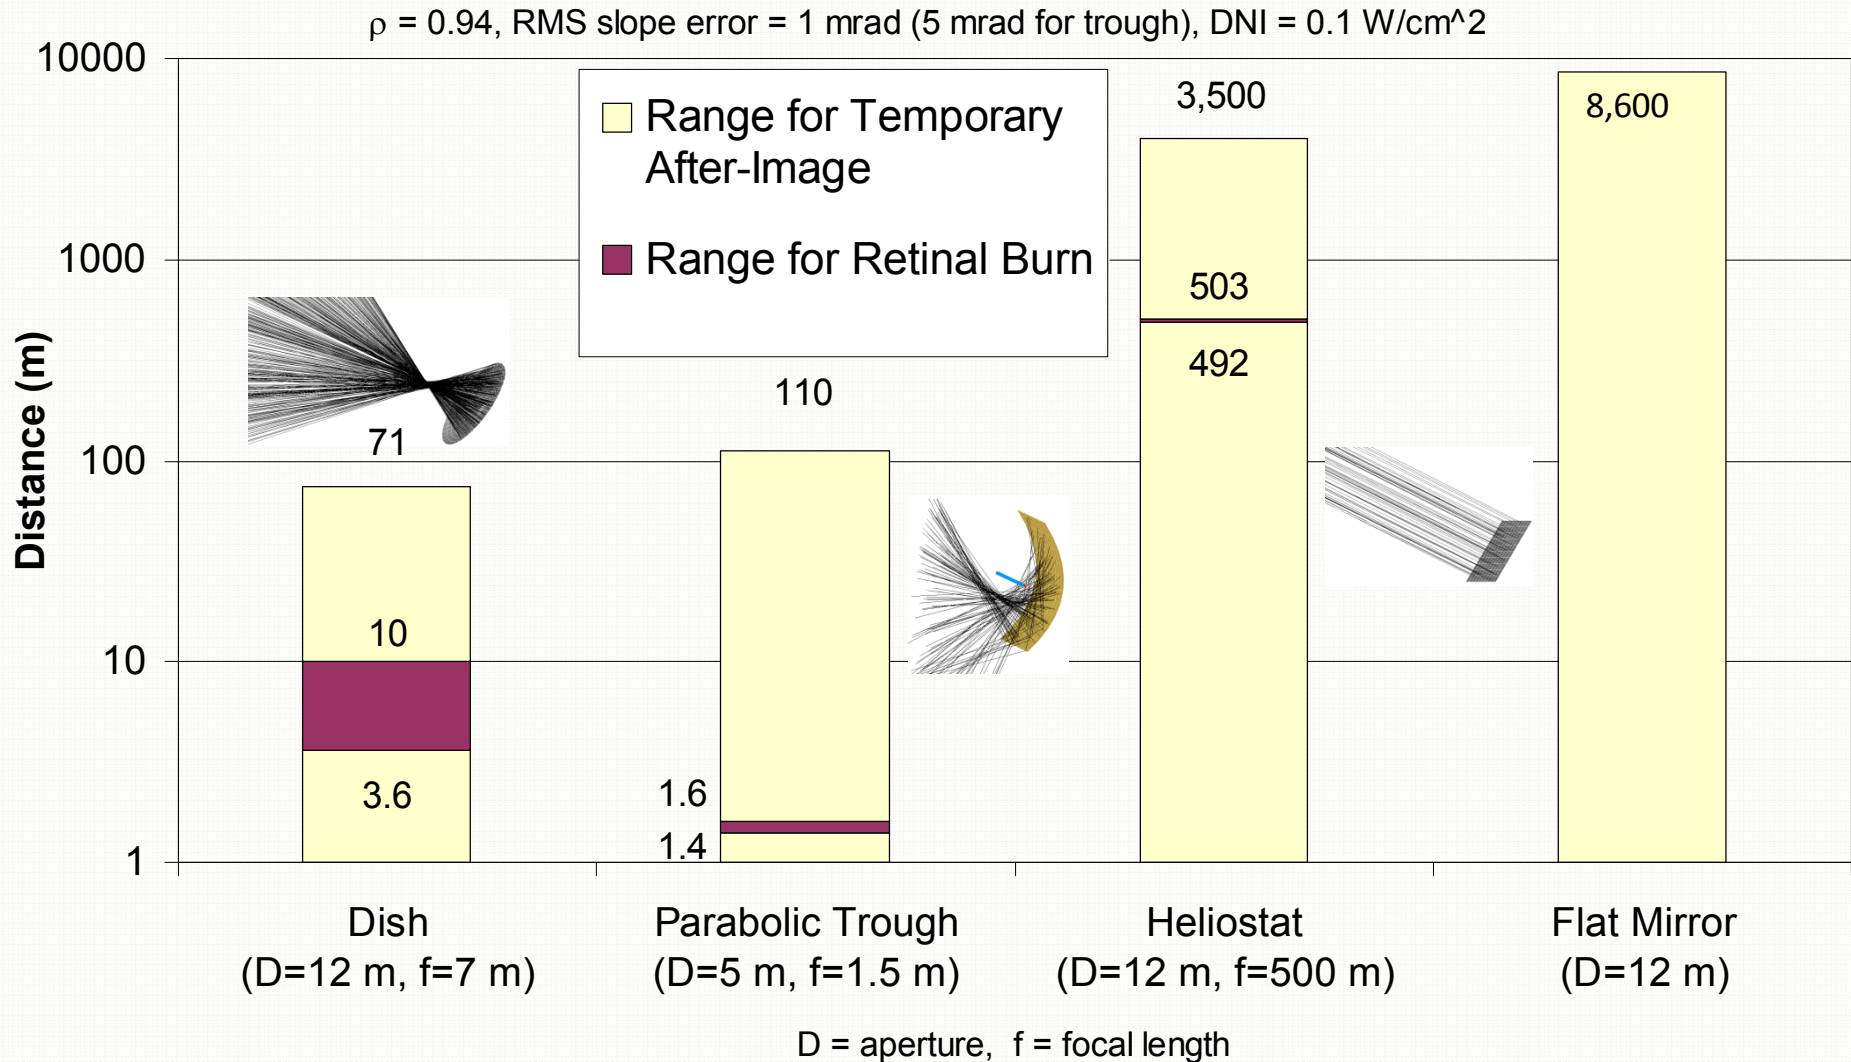 ρ = 0.94, RMS slope error = 1 mrad (5 mrad for trough), DNI = 0.1 W/cm^2
10000
1000
100
10
1
Distance (m)
Range for Temporary
After-Image
Range for Retinal Burn
71
10
3.6
110
1.6
1.4
3,500
503
492
8,600
Dish
(D=12 m, f=7 m)
Parabolic Trough
(D=5 m, f=1.5 m)
Heliostat
(D=12 m, f=500 m)
Flat Mirror
(D=12 m)
D = aperture, f = focal length